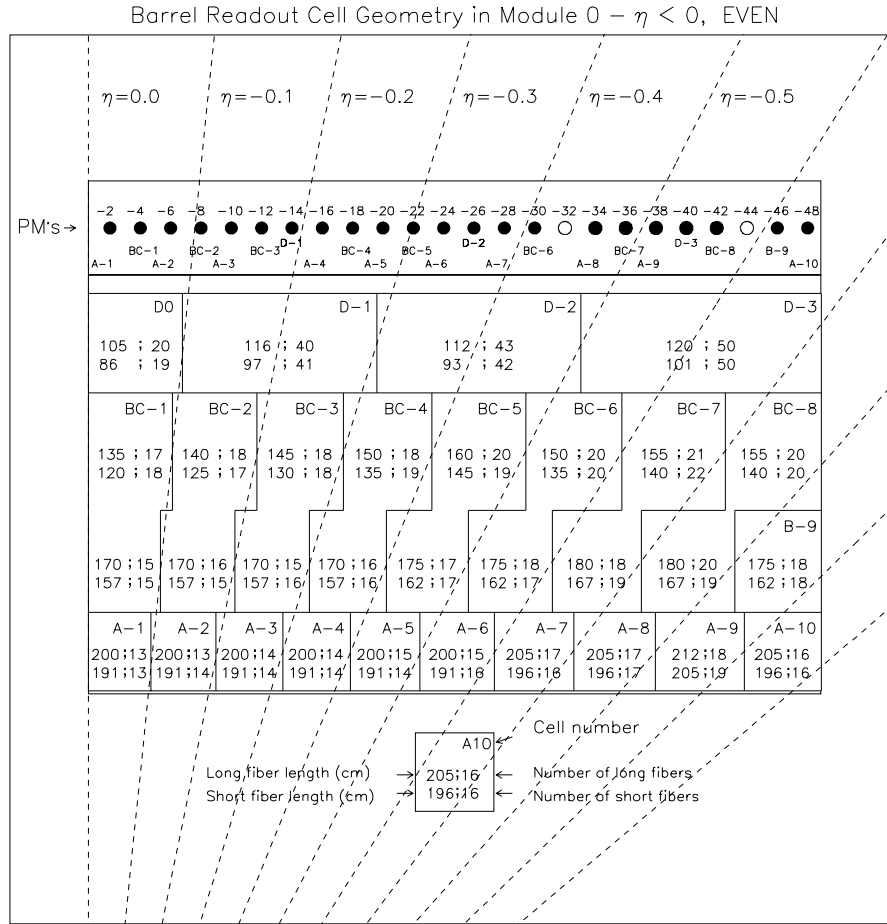 Barrel Readout Cell Geometry in Module 0 − η < 0, EVEN
η=0.0 η=−0.1 η=−0.2 η=−0.3 η=−0.4 η=−0.5
−2 −4 −6 −8 −10 −12 −14 −16 −18 −20 −22 −24 −26 −28 −30 −32 −34 −36 −38 −40 −42 −44 −46 −48
PM's
BC−1 BC−2 BC−3 D−1 BC−4 BC−5 D−2 BC−6 BC−7 D−3 BC−8 B−9
A−1 A−2 A−3 A−4 A−5 A−6 A−7 A−8 A−9 A−10
D0 D−1 D−2 D−3
105 ; 20 116 ; 40 112 ; 43 120 ; 50
86 ; 19 97 ; 41 93 ; 42 101 ; 50
BC−1 BC−2 BC−3 BC−4 BC−5 BC−6 BC−7 BC−8
135 ; 17 140 ; 18 145 ; 18 150 ; 18 160 ; 20 150 ; 20 155 ; 21 155 ; 20
120 ; 18 125 ; 17 130 ; 18 135 ; 19 145 ; 19 135 ; 20 140 ; 22 140 ; 20
B−9
170 ;15 170 ;16 170 ;15 170 ;16 175 ;17 175 ;18 180 ;18 180 ;20 175 ;18
157 ;15 157 ;15 157 ;16 157 ;16 162 ;17 162 ;17 167 ;19 167 ;19 162 ;18
A−1 A−2 A−3 A−4 A−5 A−6 A−7 A−8 A−9 A−10
200;13 200;13 200;14 200;14 200;15 200;15 205;17 205;17 212;18 205;16
191;13 191;14 191;14 191;14 191;14 191;16 196;16 196;17 205;19 196;16
A10 Cell number
Long fiber length (cm) 205;16 Number of long fibers
Short fiber length (cm) 196;16 Number of short fibers